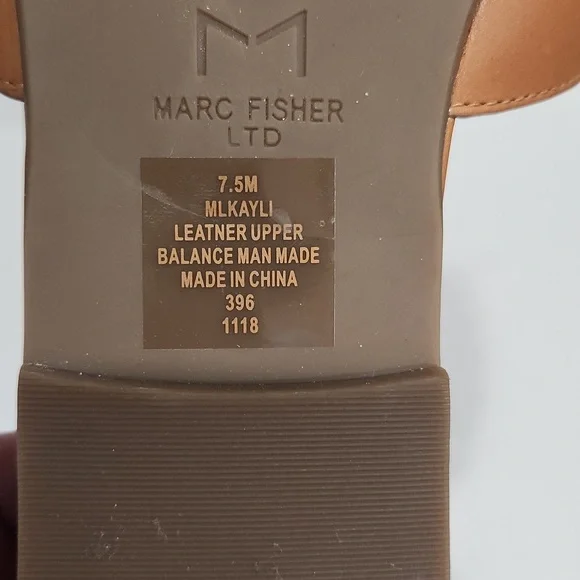 MARC FISHER
LTD
7.5M
MLKAYLI
LEATNER UPPER
BALANCE MAN MADE
MADE IN CHINA
396
1118